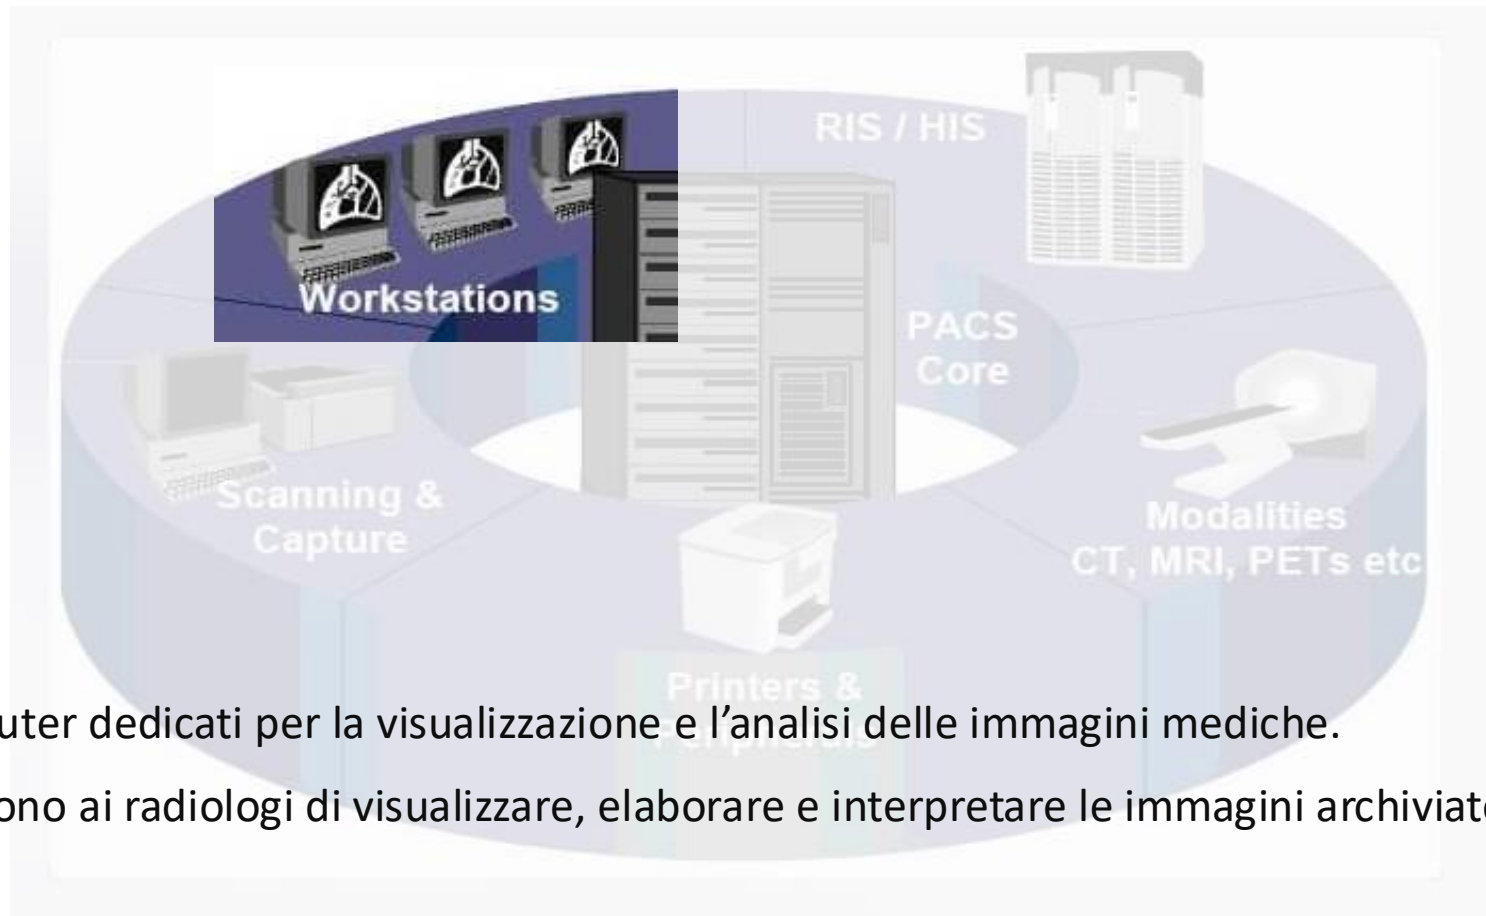 RIS / HIS
Workstations
PACS
Core
Scanning &
Capture
Modalities
CT, MRI, PETs etc
Printers &
Peripherals
uter dedicati per la visualizzazione e l’analisi delle immagini mediche.
ono ai radiologi di visualizzare, elaborare e interpretare le immagini archiviate